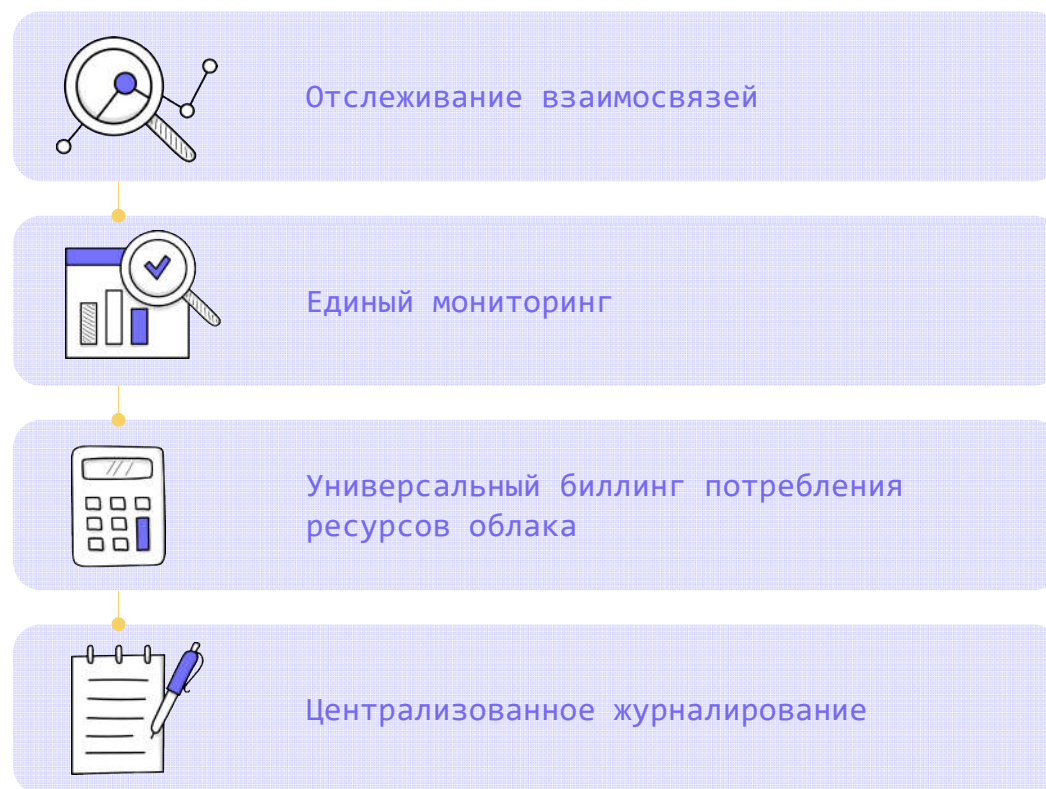 Отслеживание взаимосвязей
Единый мониторинг
Универсальный биллинг потребления
ресурсов облака
Централизованное журналирование